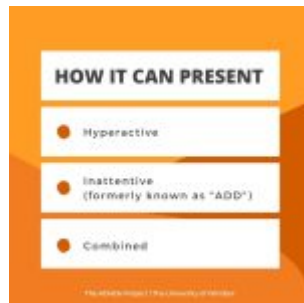 HOW IT CAN PRESENT
Hyperactive
Inattentive
(formerly known as "ADD")
Combined